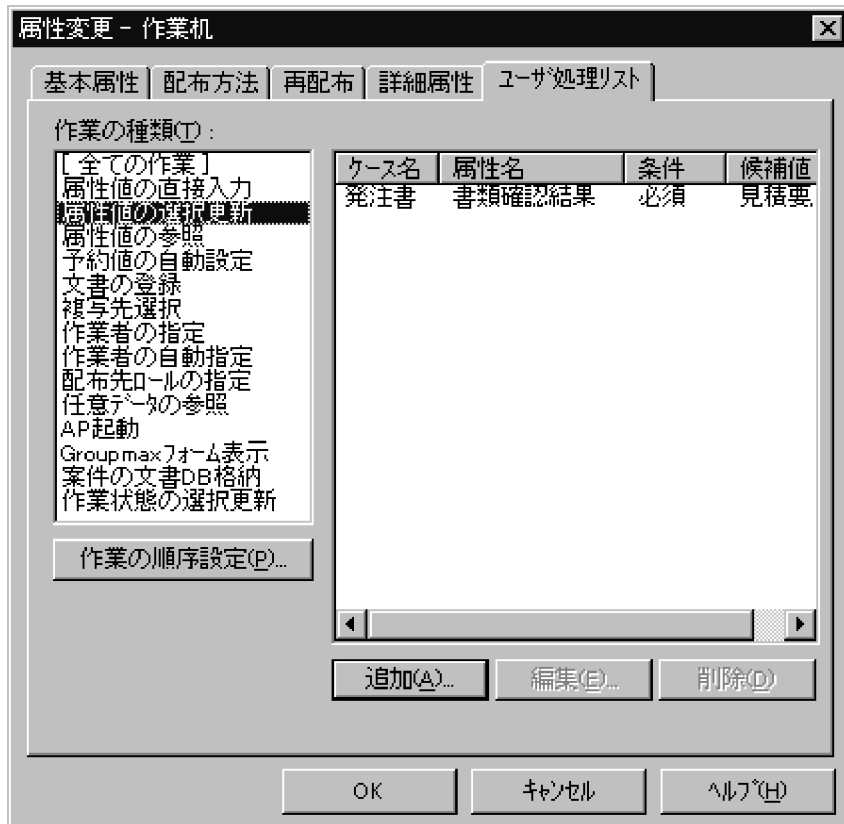 属性変更 - 作業机
基本属性 配布方法 再配布 詳細属性 ユーザ処理リスト
作業の種類(T):
[全ての作業]
属性値の直接入力
属性値の選択更新
属性値の参照
予約値の自動設定
文書の登録
複写先選択
作業者の指定
作業者の自動指定
配布先ロールの指定
任意データの参照
AP起動
Groupmaxフォーム表示
案件の文書DB格納
作業状態の選択更新
作業の順序設定(P)...
ケース名 属性名 条件 候補値
発注書 書類確認結果 必須 見積要
追加(A)... 編集(E)... 削除(D)
OK キャンセル ヘルプ(H)